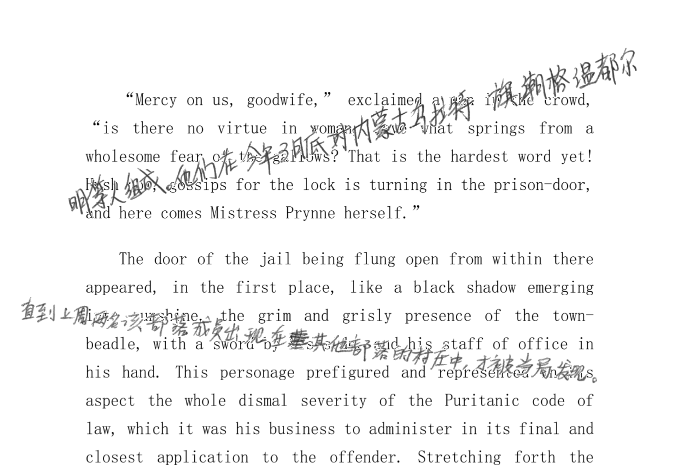 “Mercy on us, goodwife,” exclaimed a man in the crowd,
“is there no virtue in woman, save what springs from a
wholesome fear of the gallows? That is the hardest word yet!
Hush now, gossips for the lock is turning in the prison-door,
and here comes Mistress Prynne herself.”
明等人组成,他们在今年3月底对内蒙古乌拉特 旗潮格温都尔
The door of the jail being flung open from within there
appeared, in the first place, like a black shadow emerging
into sunshine, the grim and grisly presence of the town-
beadle, with a sword by his side, and his staff of office in
his hand. This personage prefigured and represented in his
直到上周两名该部落成员出现在其他部落的村庄中,才被当局发现。
aspect the whole dismal severity of the Puritanic code of
law, which it was his business to administer in its final and
closest application to the offender. Stretching forth the